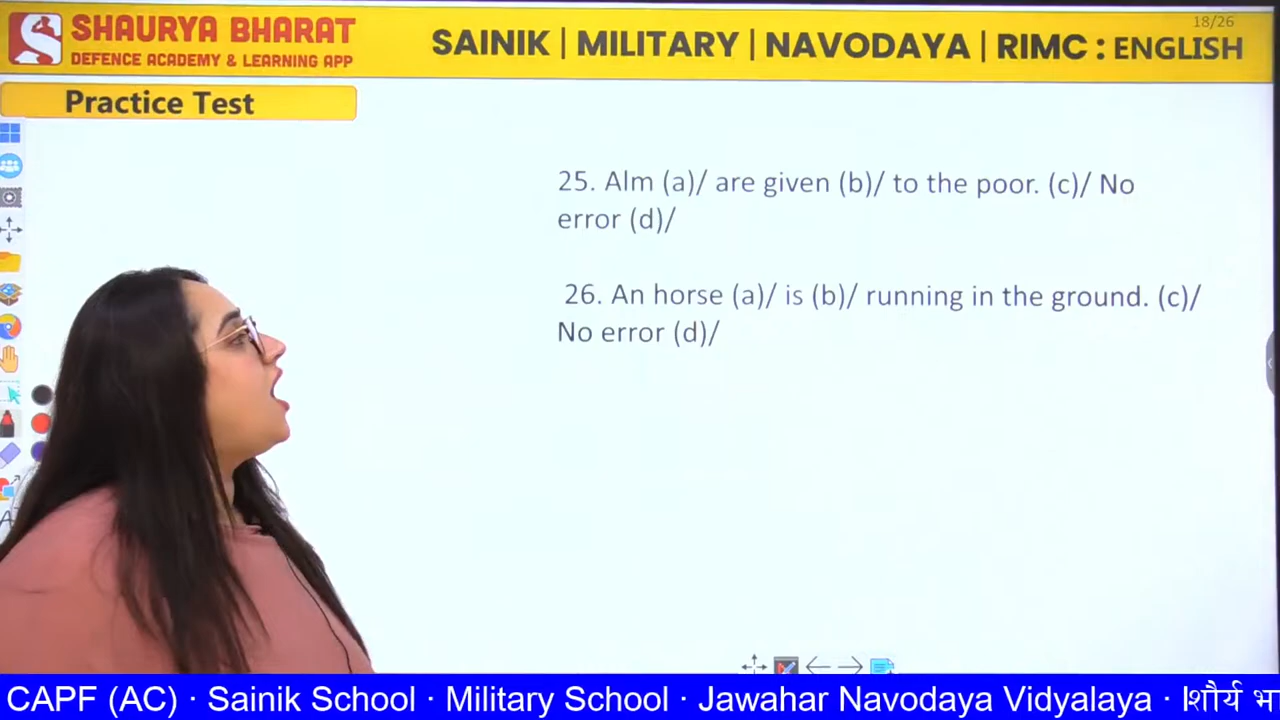 18/26
SHAURYA BHARAT
DEFENCE ACADEMY & LEARNING APP
SAINIK | MILITARY | NAVODAYA | RIMC : ENGLISH
Practice Test
25. Alm (a)/ are given (b)/ to the poor. (c)/ No
error (d)/
26. An horse (a)/ is (b)/ running in the ground. (c)/
No error (d)/
CAPF (AC) · Sainik School · Military School · Jawahar Navodaya Vidyalaya · शौर्य